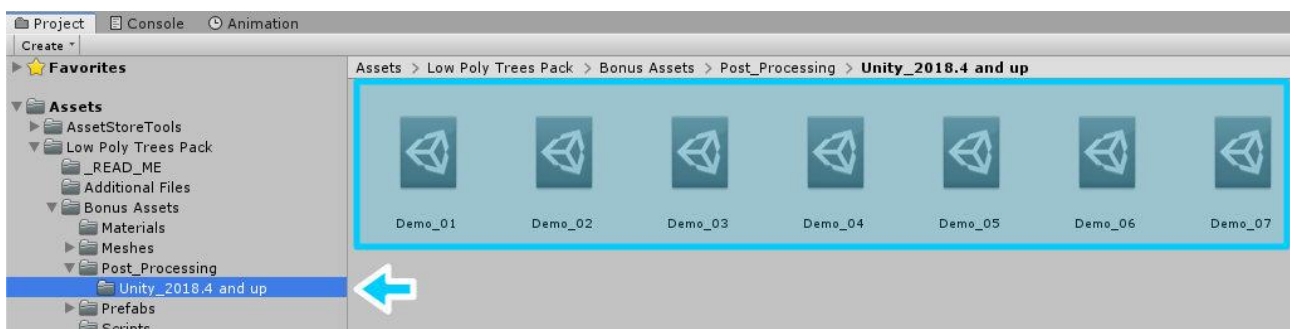 Project Console Animation
Create
Favorites
Assets > Low Poly Trees Pack > Bonus Assets > Post_Processing > Unity_2018.4 and up
Assets
AssetStoreTools
Low Poly Trees Pack
_READ_ME
Additional Files
Bonus Assets
Materials
Meshes
Post_Processing
Unity_2018.4 and up
Prefabs
Scripts
Demo_01 Demo_02 Demo_03 Demo_04 Demo_05 Demo_06 Demo_07